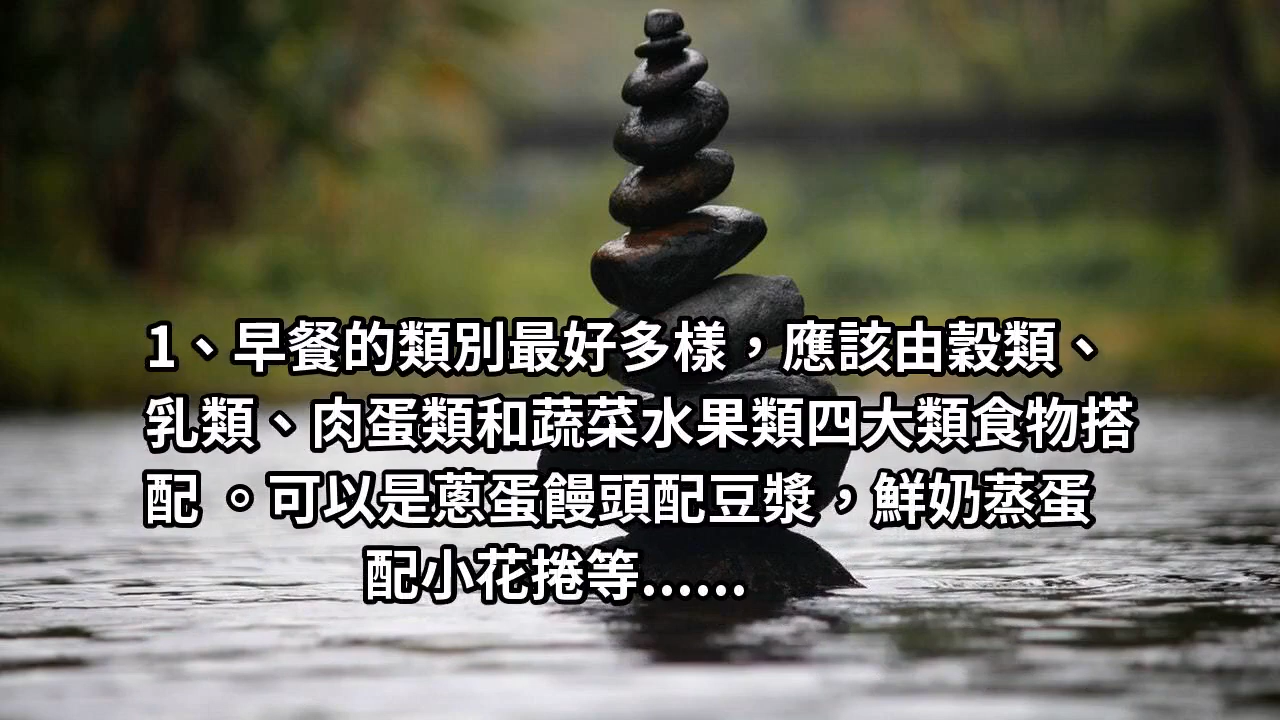 1、早餐的類別最好多樣，應該由穀類、
乳類、肉蛋類和蔬菜水果類四大類食物搭
配 。可以是蔥蛋饅頭配豆漿，鮮奶蒸蛋
配小花捲等......